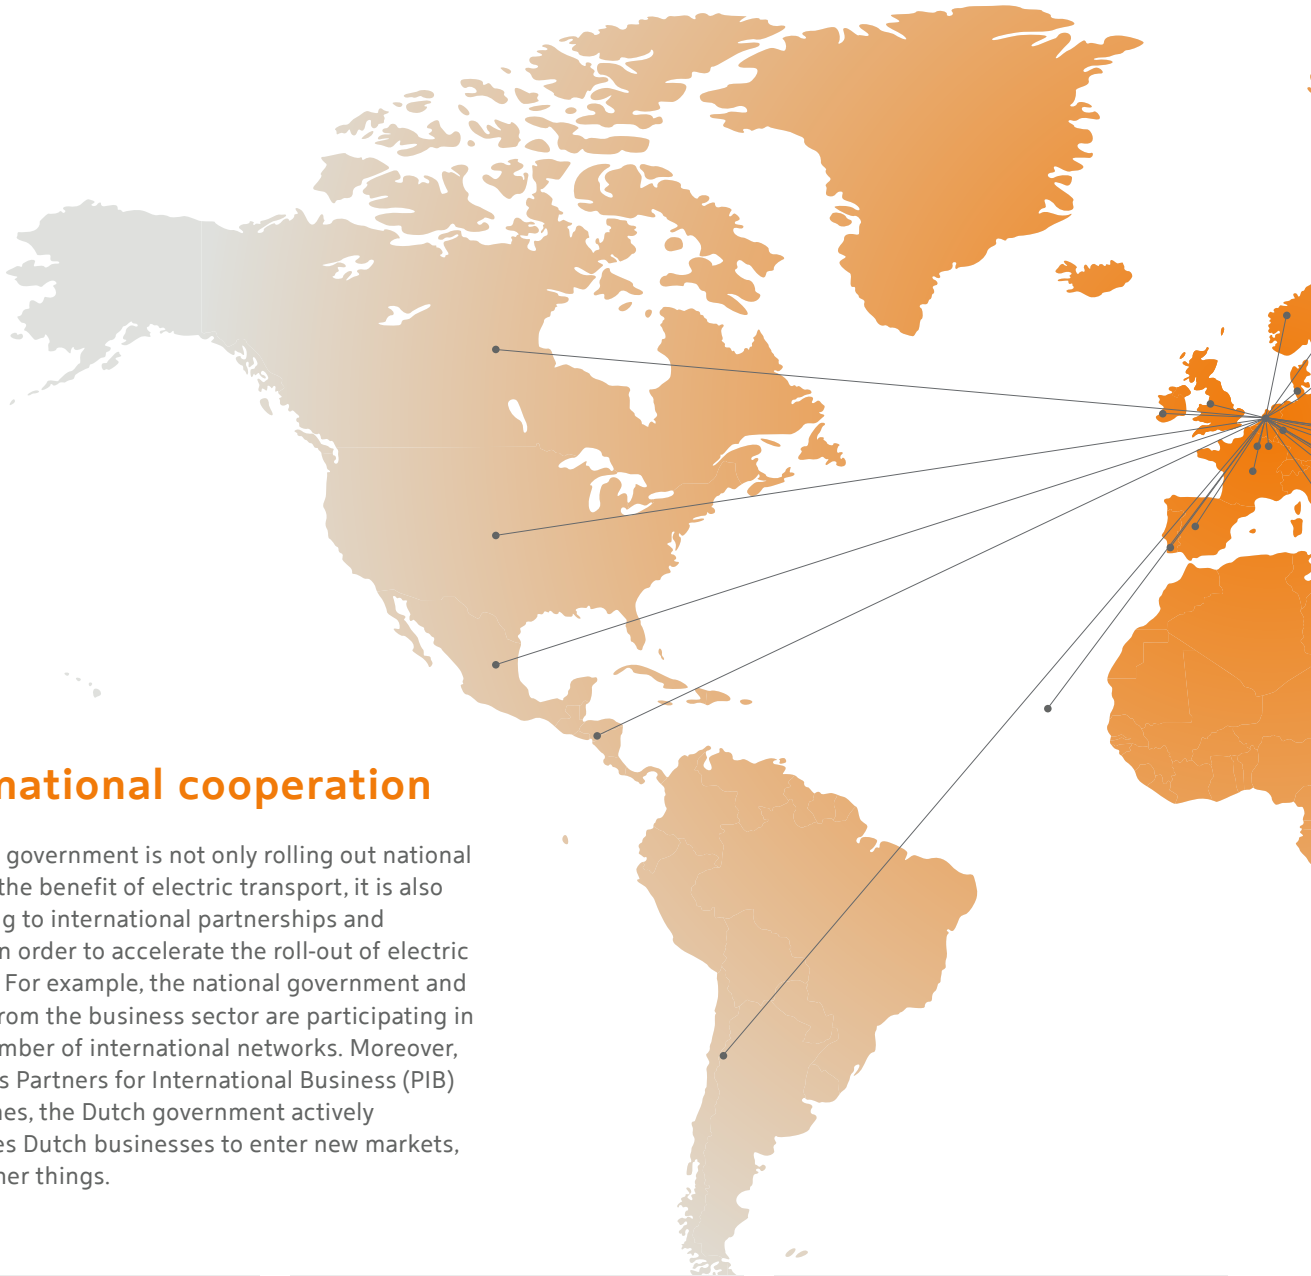 national cooperation
government is not only rolling out national
the benefit of electric transport, it is also
g to international partnerships and
n order to accelerate the roll-out of electric
. For example, the national government and
rom the business sector are participating in
mber of international networks. Moreover,
s Partners for International Business (PIB)
nes, the Dutch government actively
es Dutch businesses to enter new markets,
her things.